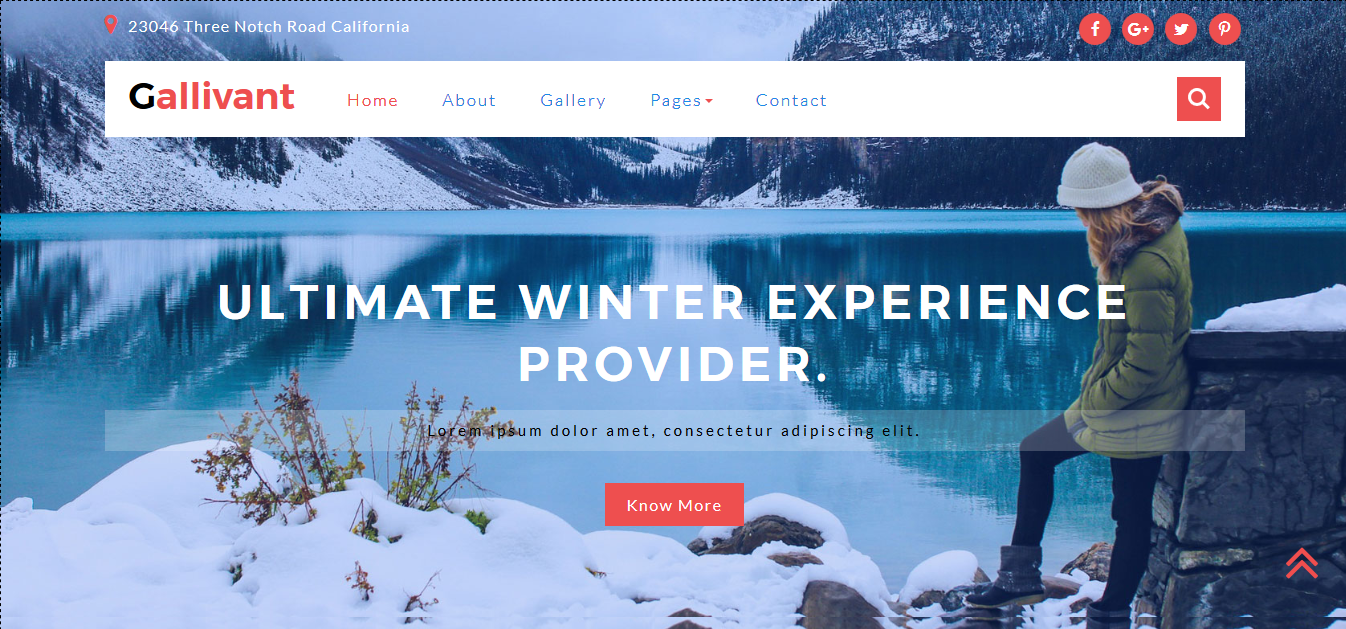 23046 Three Notch Road California
Gallivant
Home About Gallery Pages Contact
ULTIMATE WINTER EXPERIENCE
PROVIDER.
Lorem ipsum dolor amet, consectetur adipiscing elit.
Know More